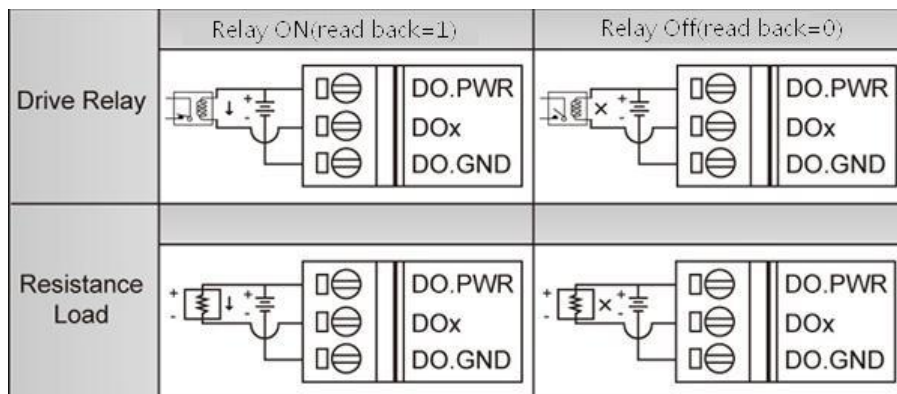 Relay ON(read back=1)
Relay Off(read back=0)
Drive Relay
+
-
DO.PWR
DOx
DO.GND
+
-
DO.PWR
DOx
DO.GND
Resistance
Load
+
-
+
-
DO.PWR
DOx
DO.GND
+
-
+
-
DO.PWR
DOx
DO.GND